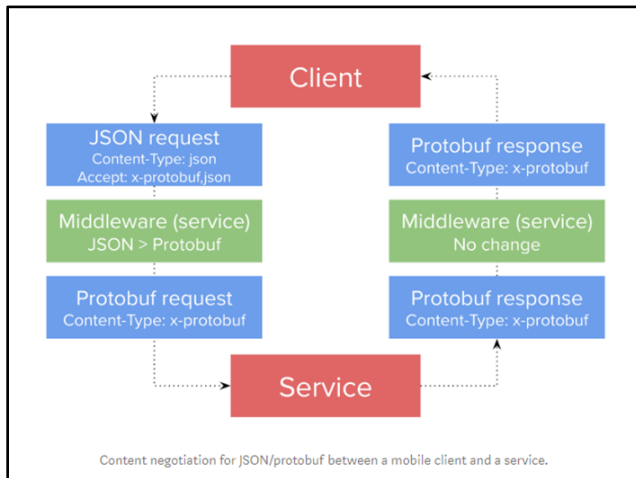 Client
JSON request
Content-Type: json
Accept: x-protobuf,json
Middleware (service)
JSON > Protobuf
Protobuf request
Content-Type: x-protobuf
Protobuf response
Content-Type: x-protobuf
Middleware (service)
No change
Protobuf response
Content-Type: x-protobuf
Service
Content negotiation for JSON/protobuf between a mobile client and a service.